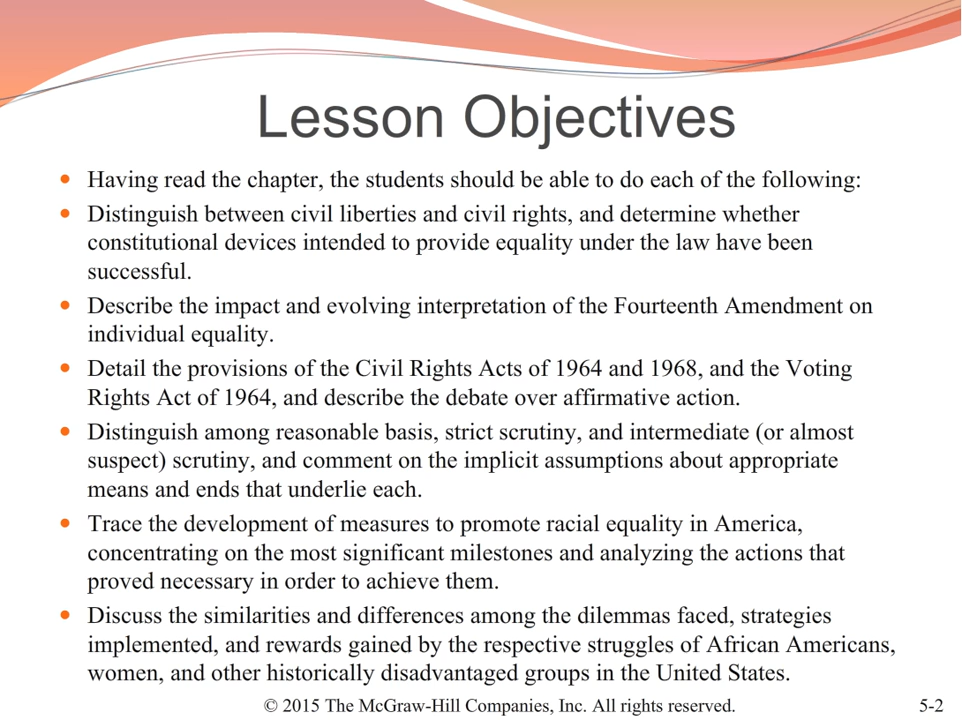 Lesson Objectives
• Having read the chapter, the students should be able to do each of the following:
• Distinguish between civil liberties and civil rights, and determine whether
constitutional devices intended to provide equality under the law have been
successful.
• Describe the impact and evolving interpretation of the Fourteenth Amendment on
individual equality.
• Detail the provisions of the Civil Rights Acts of 1964 and 1968, and the Voting
Rights Act of 1964, and describe the debate over affirmative action.
• Distinguish among reasonable basis, strict scrutiny, and intermediate (or almost
suspect) scrutiny, and comment on the implicit assumptions about appropriate
means and ends that underlie each.
• Trace the development of measures to promote racial equality in America,
concentrating on the most significant milestones and analyzing the actions that
proved necessary in order to achieve them.
• Discuss the similarities and differences among the dilemmas faced, strategies
implemented, and rewards gained by the respective struggles of African Americans,
women, and other historically disadvantaged groups in the United States.
© 2015 The McGraw-Hill Companies, Inc. All rights reserved. 5-2